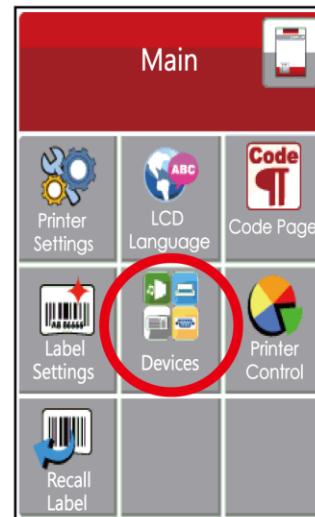 Main
Printer
Settings
ABC
LCD
Language
Code
¶
Code Page
Label
Settings
Devices
Printer
Control
Recall
Label